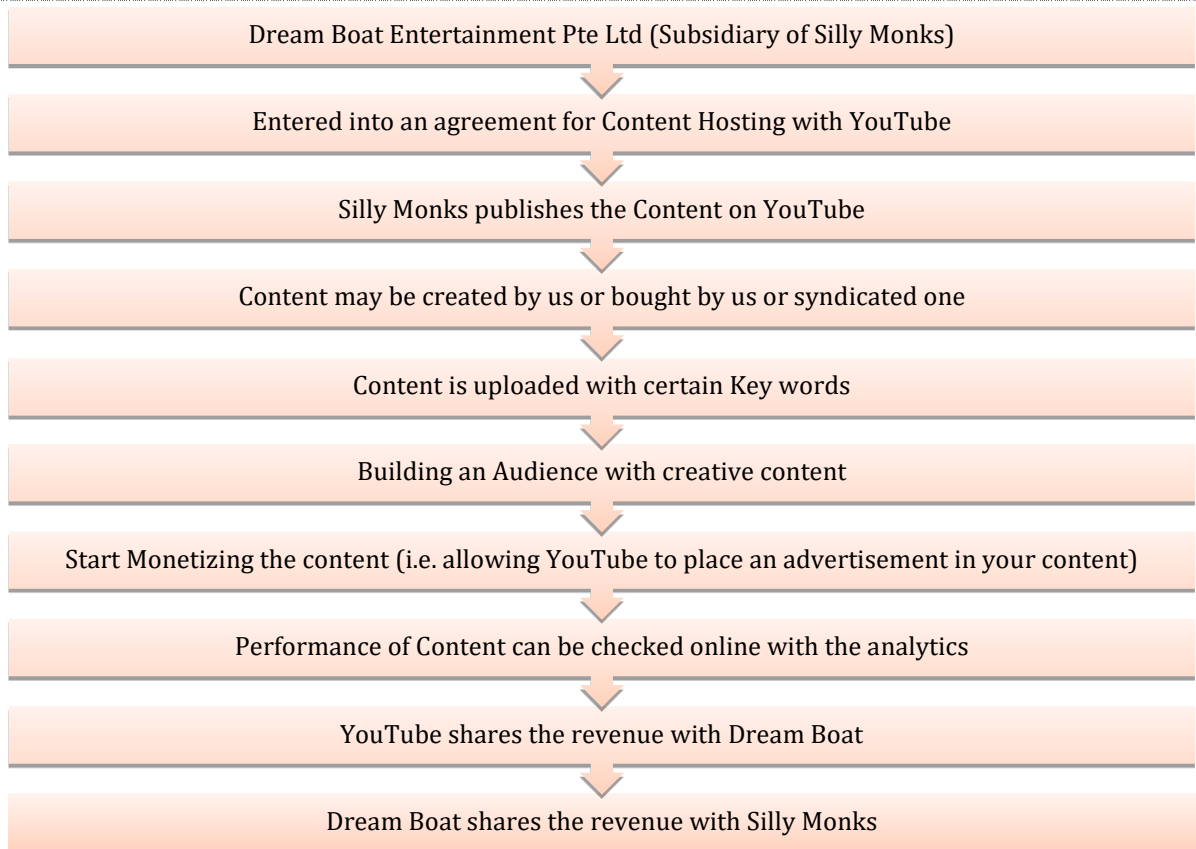 Dream Boat Entertainment Pte Ltd (Subsidiary of Silly Monks)
Entered into an agreement for Content Hosting with YouTube
Silly Monks publishes the Content on YouTube
Content may be created by us or bought by us or syndicated one
Content is uploaded with certain Key words
Building an Audience with creative content
Start Monetizing the content (i.e. allowing YouTube to place an advertisement in your content)
Performance of Content can be checked online with the analytics
YouTube shares the revenue with Dream Boat
Dream Boat shares the revenue with Silly Monks